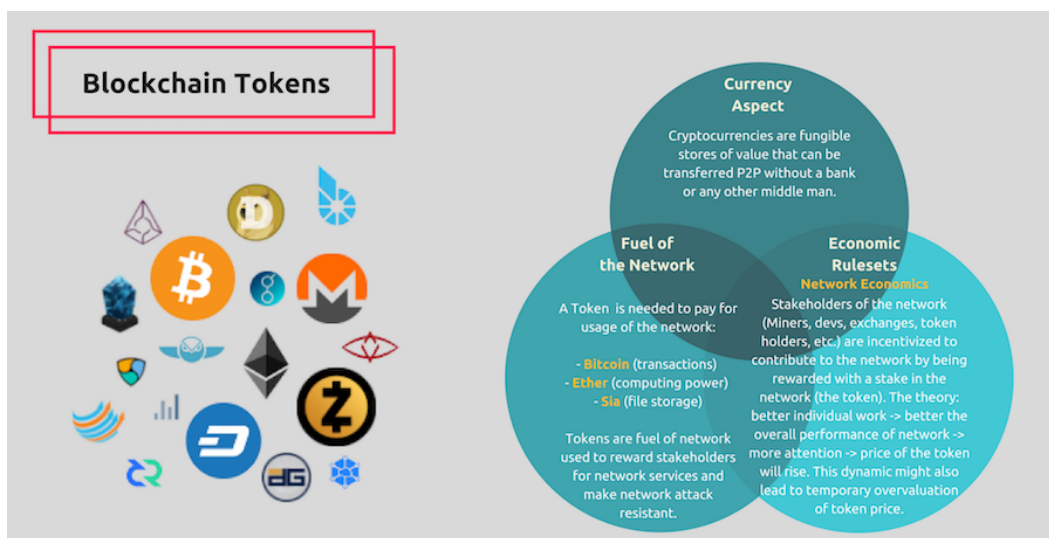 Blockchain Tokens
Currency
Aspect
Cryptocurrencies are fungible
stores of value that can be
transferred P2P without a bank
or any other middle man.
Fuel of
the Network
A Token is needed to pay for
usage of the network:
- Bitcoin (transactions)
- Ether (computing power)
- Sia (file storage)
Tokens are fuel of network
used to reward stakeholders
for network services and
make network attack
resistant.
Economic
Rulesets
Network Economics
Stakeholders of the network
(Miners, devs, exchanges, token
holders, etc.) are incentivized to
contribute to the network by being
rewarded with a stake in the
network (the token). The theory:
better individual work -> better the
overall performance of network ->
more attention -> price of the token
will rise. This dynamic might also
lead to temporary overvaluation
of token price.